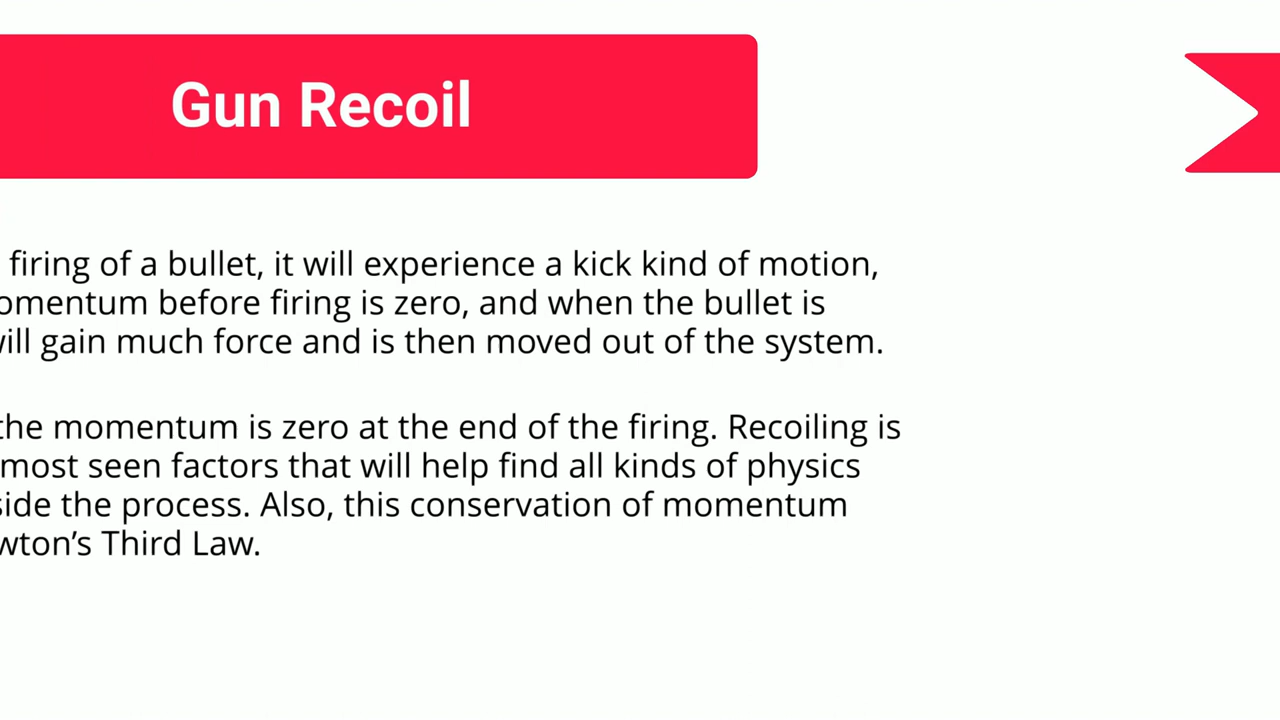 Gun Recoil
firing of a bullet, it will experience a kick kind of motion,
omentum before firing is zero, and when the bullet is
will gain much force and is then moved out of the system.
the momentum is zero at the end of the firing. Recoiling is
most seen factors that will help find all kinds of physics
side the process. Also, this conservation of momentum
wton’s Third Law.